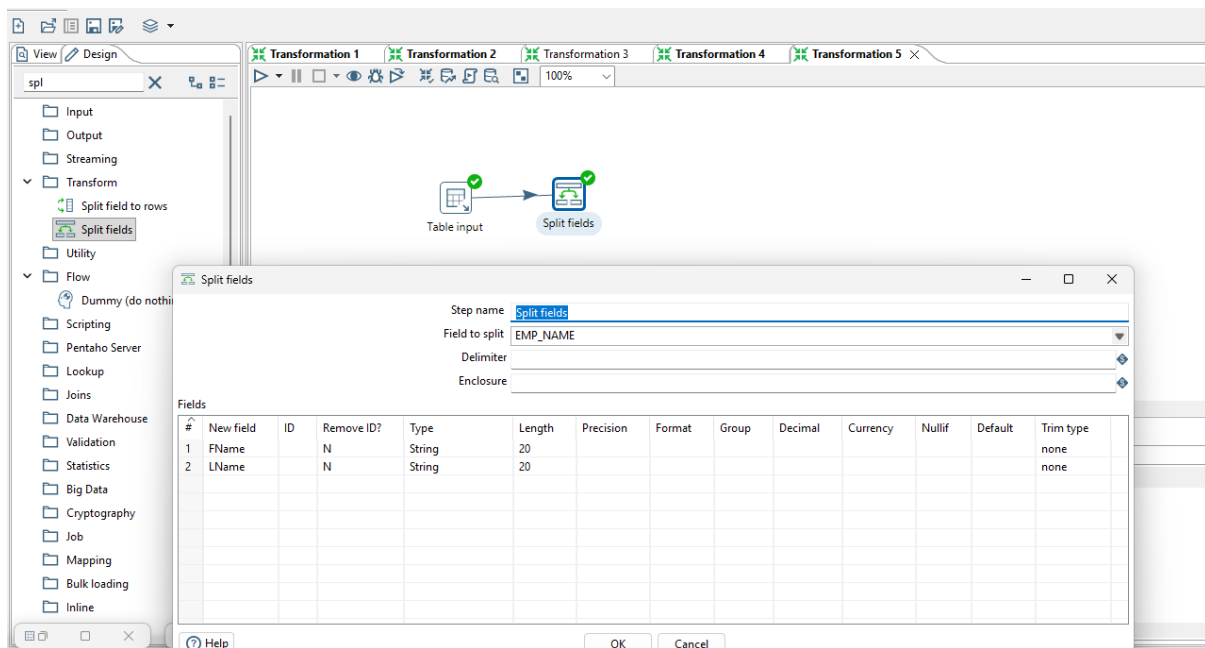 View Design
Transformation 1 Transformation 2 Transformation 3 Transformation 4 Transformation 5
spl
100%
Input
Output
Streaming
Transform
Split field to rows
Split fields
Utility
Flow
Dummy (do nothi
Scripting
Pentaho Server
Lookup
Joins
Data Warehouse
Validation
Statistics
Big Data
Cryptography
Job
Mapping
Bulk loading
Inline
Table input
Split fields
Split fields
Step name Split fields
Field to split EMP_NAME
Delimiter
Enclosure
Fields
# New field ID Remove ID? Type Length Precision Format Group Decimal Currency Nullif Default Trim type
1 FName N String 20 none
2 LName N String 20 none
Help OK Cancel